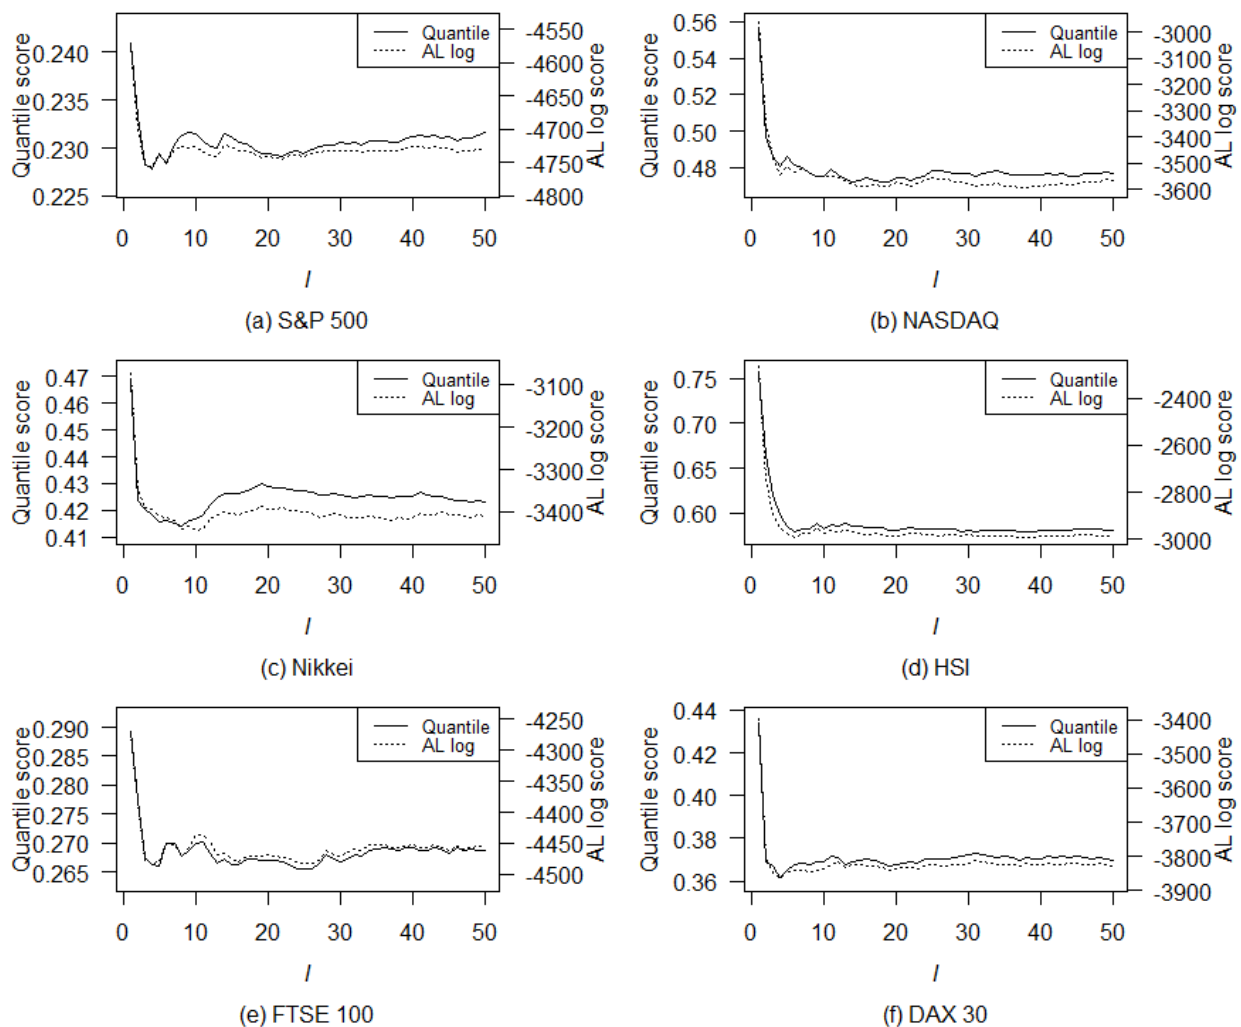 Quantile score
0.240
0.235
0.230
0.225
Quantile
AL log
-4550
-4600
-4650
-4700
-4750
-4800
AL log score
0 10 20 30 40 50
l
(a) S&P 500
Quantile score
0.56
0.54
0.52
0.50
0.48
Quantile
AL log
-3000
-3100
-3200
-3300
-3400
-3500
-3600
AL log score
0 10 20 30 40 50
l
(b) NASDAQ
Quantile score
0.47
0.46
0.45
0.44
0.43
0.42
0.41
Quantile
AL log
-3100
-3200
-3300
-3400
AL log score
0 10 20 30 40 50
l
(c) Nikkei
Quantile score
0.75
0.70
0.65
0.60
Quantile
AL log
-2400
-2600
-2800
-3000
AL log score
0 10 20 30 40 50
l
(d) HSI
Quantile score
0.290
0.285
0.280
0.275
0.270
0.265
Quantile
AL log
-4250
-4300
-4350
-4400
-4450
-4500
AL log score
0 10 20 30 40 50
l
(e) FTSE 100
Quantile score
0.44
0.42
0.40
0.38
0.36
Quantile
AL log
-3400
-3500
-3600
-3700
-3800
-3900
AL log score
0 10 20 30 40 50
l
(f) DAX 30